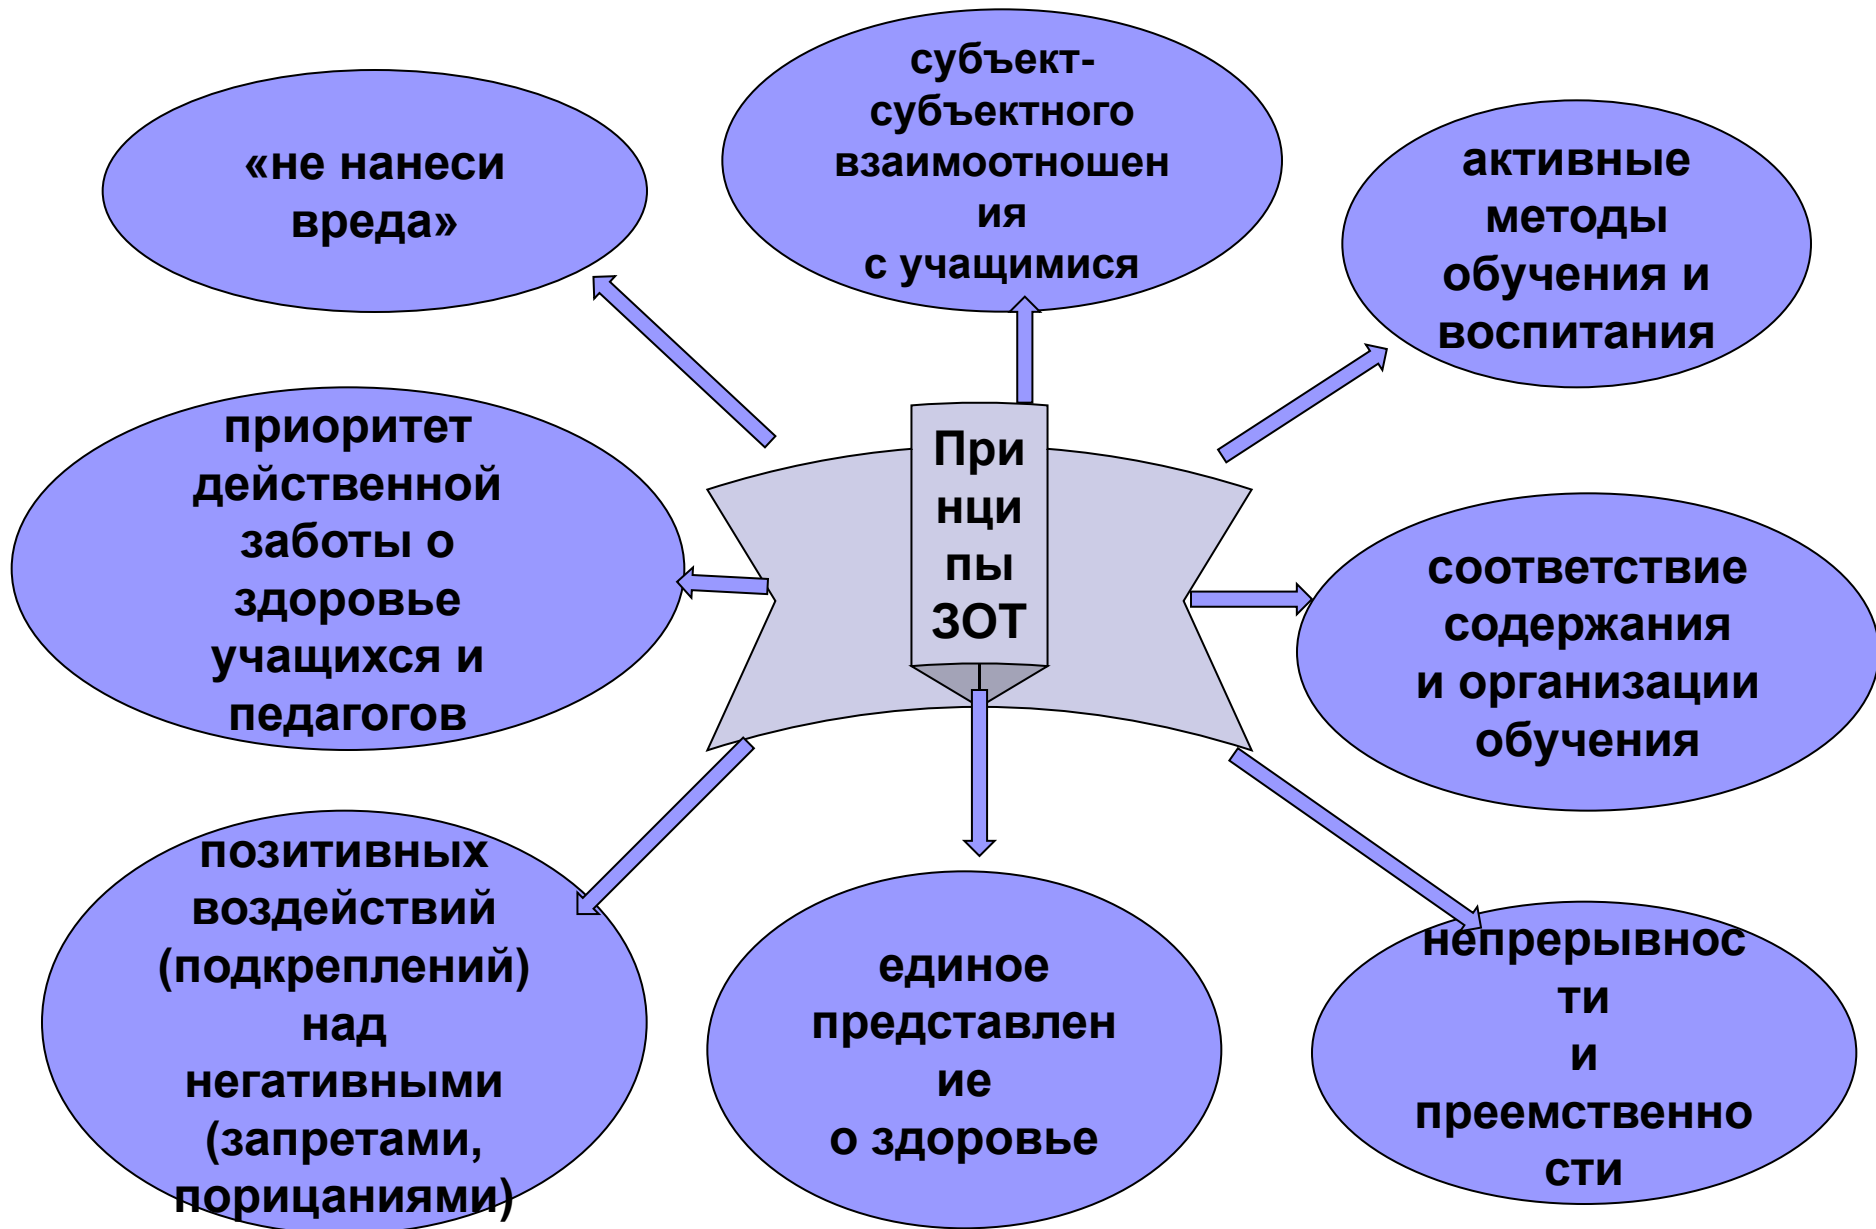 «не нанеси
вреда»
субъект-
субъектного
взаимоотношен
ия
с учащимися
активные
методы
обучения и
воспитания
приоритет
действенной
заботы о
здоровье
учащихся и
педагогов
При
нци
пы
ЗОТ
соответствие
содержания
и организации
обучения
позитивных
воздействий
(подкреплений)
над
негативными
(запретами,
порицаниями)
единое
представлен
ие
о здоровье
непрерывнос
ти
и
преемственно
сти